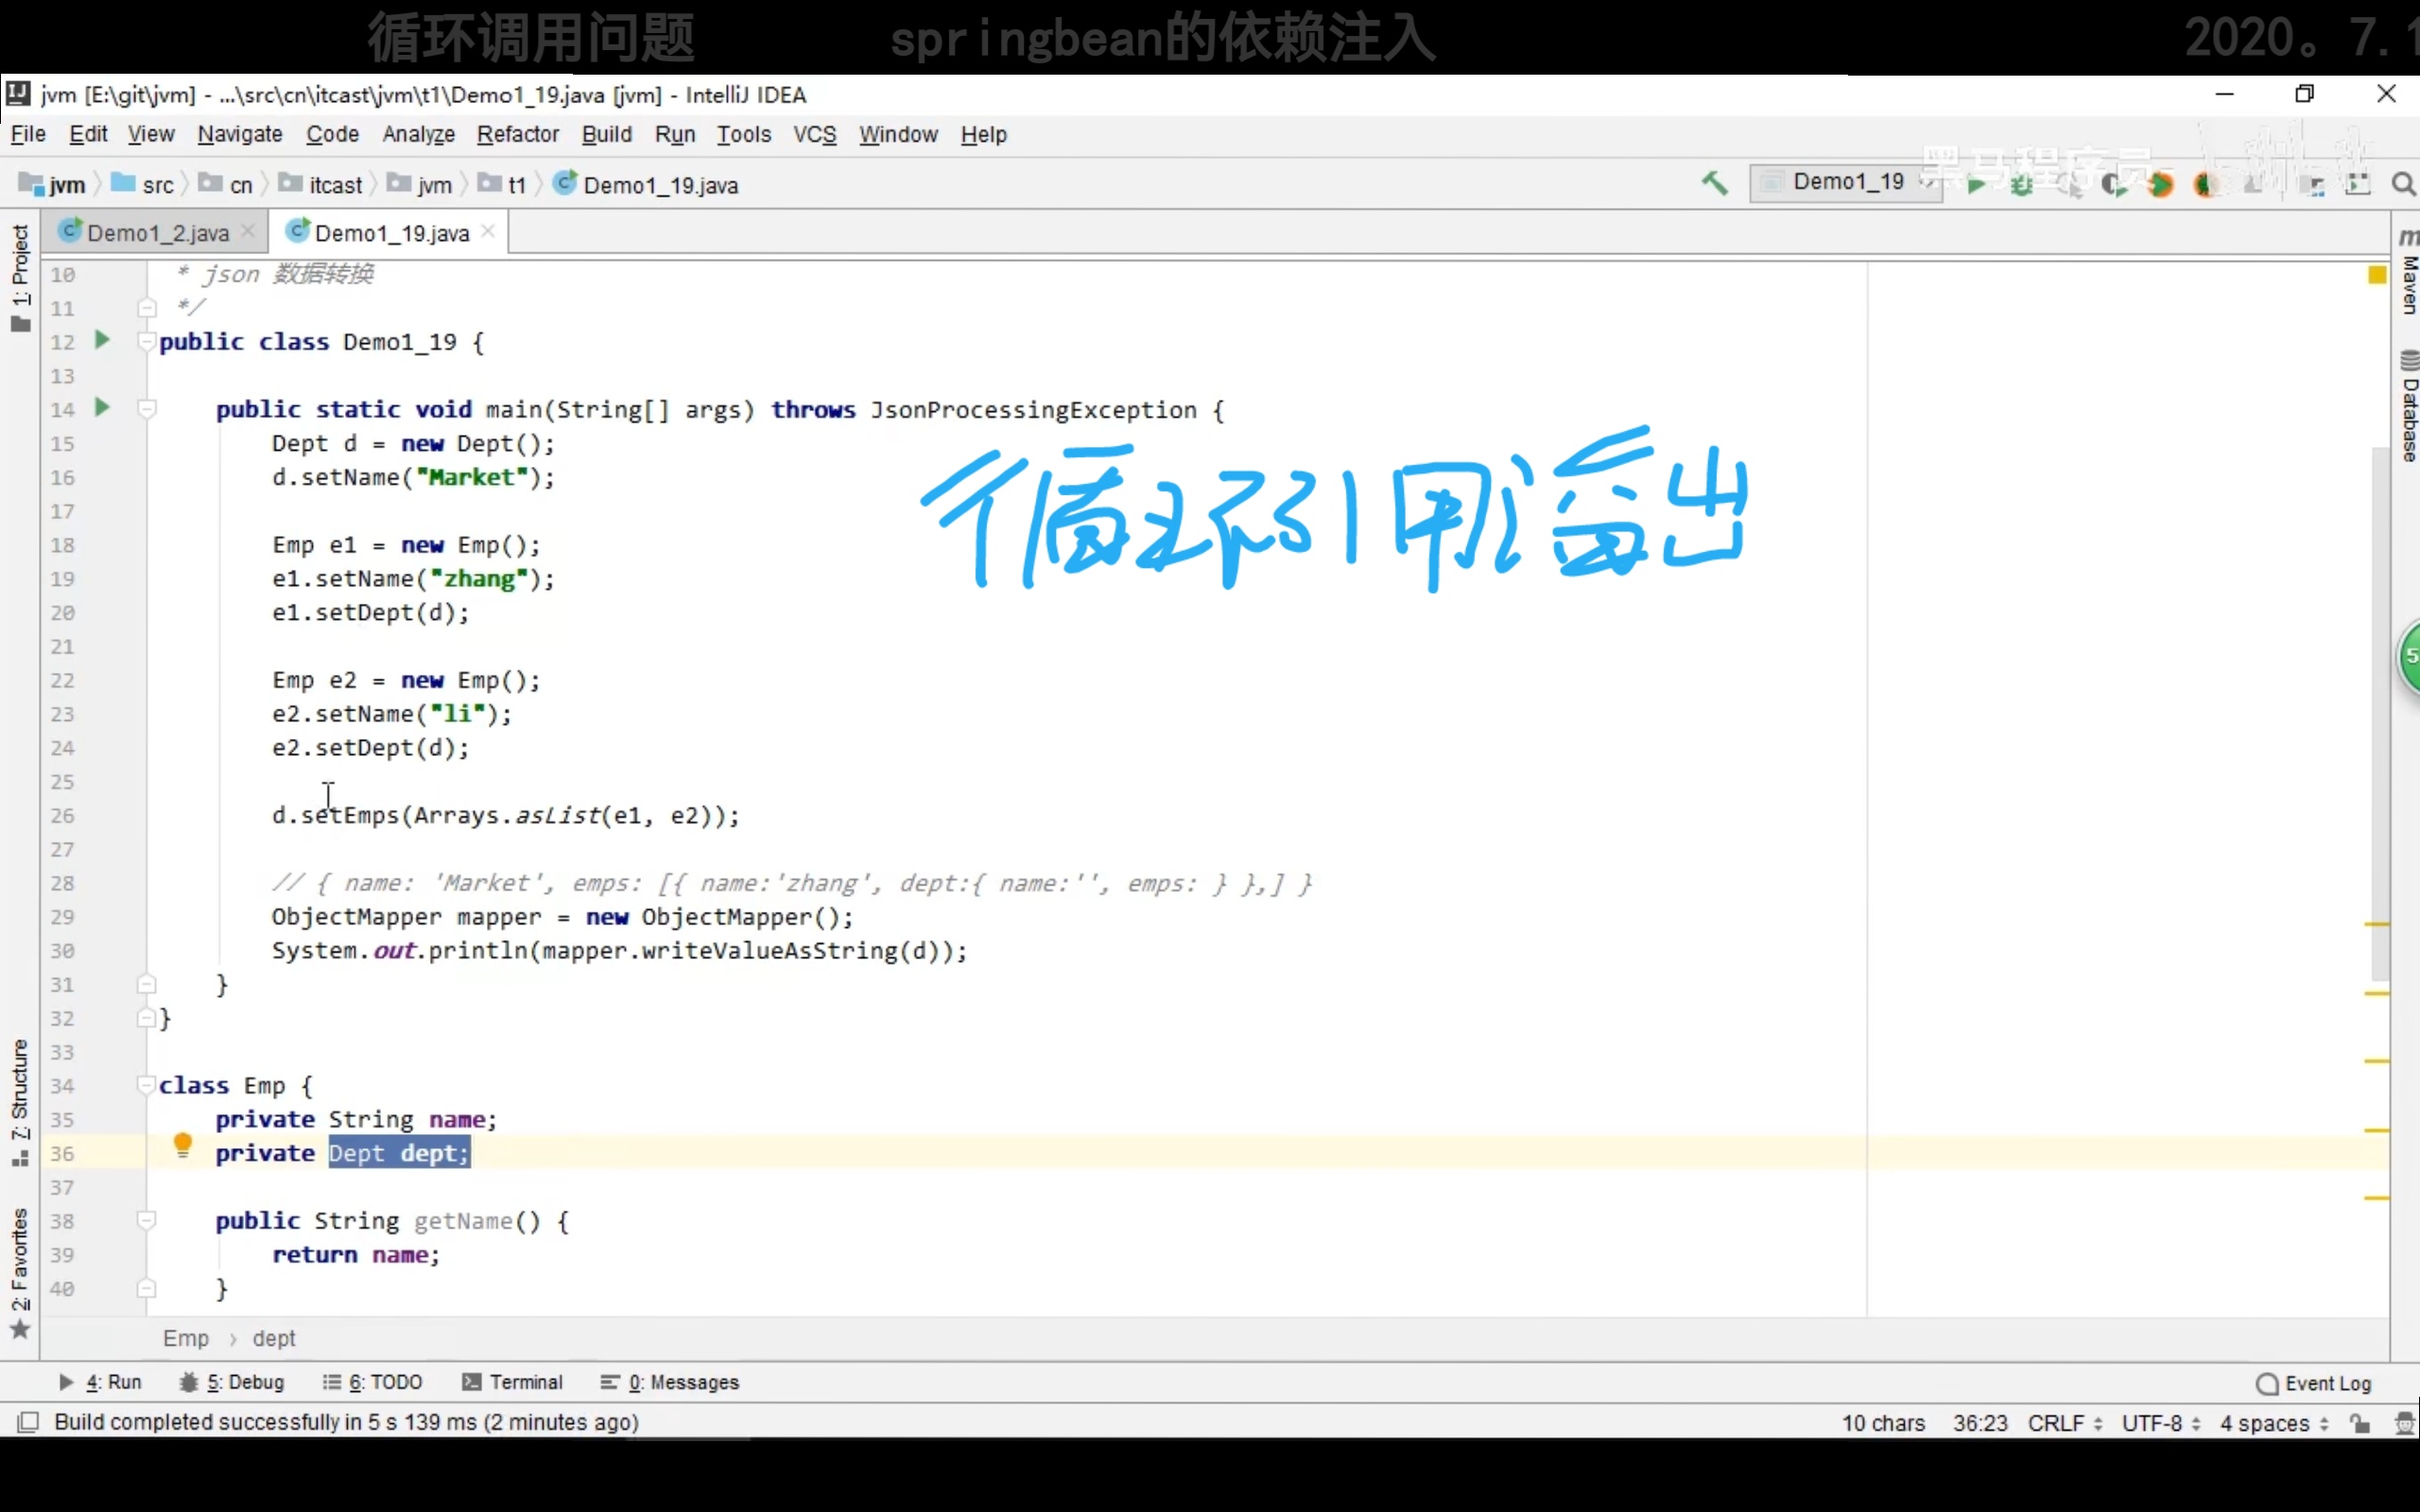 循环调用问题 springbean的依赖注入 2020。7.1
jvm [E:\git\jvm] - ...\src\cn\itcast\jvm\t1\Demo1_19.java [jvm] - IntelliJ IDEA
File Edit View Navigate Code Analyze Refactor Build Run Tools VCS Window Help
黑马程序员
jvm src cn itcast jvm t1 Demo1_19.java Demo1_19
Demo1_2.java Demo1_19.java
1: Project
Maven
Database
10 * json 数据转换
11 */
12 public class Demo1_19 {
13
14 public static void main(String[] args) throws JsonProcessingException {
15 Dept d = new Dept();
16 d.setName("Market");
循环引用溢出
17
18 Emp e1 = new Emp();
19 e1.setName("zhang");
20 e1.setDept(d);
21
22 Emp e2 = new Emp();
23 e2.setName("li");
24 e2.setDept(d);
25
26 d.setEmps(Arrays.asList(e1, e2));
27
28 // { name: 'Market', emps: [{ name:'zhang', dept:{ name:'', emps: } },] }
29 ObjectMapper mapper = new ObjectMapper();
30 System.out.println(mapper.writeValueAsString(d));
31 }
32 }
33
34 class Emp {
35 private String name;
36 private Dept dept;
37
38 public String getName() {
39 return name;
40 }
7: Structure
2: Favorites
Emp › dept
4: Run 5: Debug 6: TODO Terminal 0: Messages Event Log
Build completed successfully in 5 s 139 ms (2 minutes ago) 10 chars 36:23 CRLF UTF-8 4 spaces